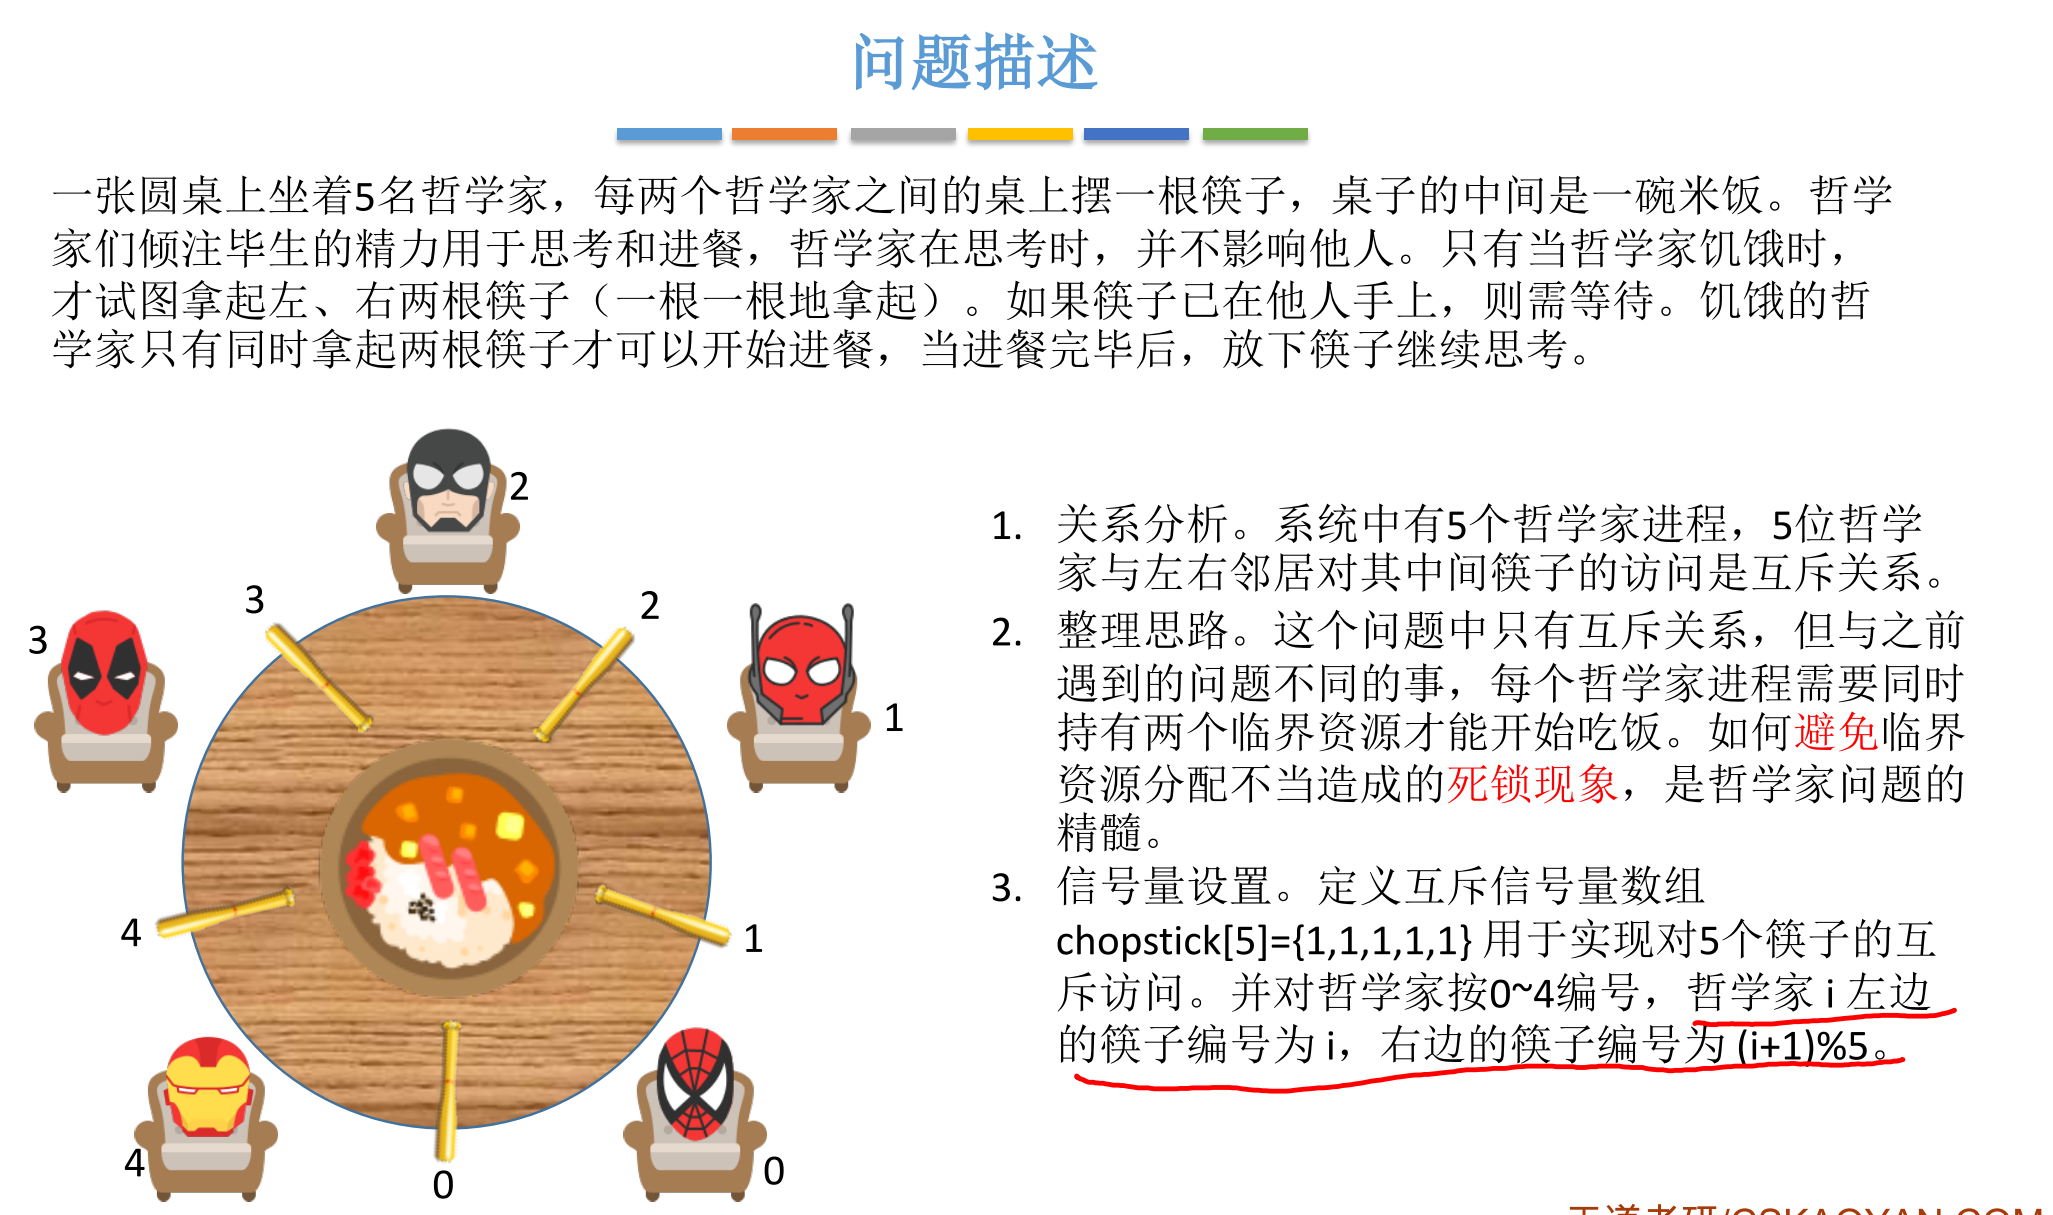 问题描述
一张圆桌上坐着5名哲学家，每两个哲学家之间的桌上摆一根筷子，桌子的中间是一碗米饭。哲学
家们倾注毕生的精力用于思考和进餐，哲学家在思考时，并不影响他人。只有当哲学家饥饿时，
才试图拿起左、右两根筷子（一根一根地拿起）。如果筷子已在他人手上，则需等待。饥饿的哲
学家只有同时拿起两根筷子才可以开始进餐，当进餐完毕后，放下筷子继续思考。
2
3
2
3
1
4
1
4
0
0
1. 关系分析。系统中有5个哲学家进程，5位哲学
家与左右邻居对其中间筷子的访问是互斥关系。
2. 整理思路。这个问题中只有互斥关系，但与之前
遇到的问题不同的事，每个哲学家进程需要同时
持有两个临界资源才能开始吃饭。如何避免临界
资源分配不当造成的死锁现象，是哲学家问题的
精髓。
3. 信号量设置。定义互斥信号量数组
chopstick[5]={1,1,1,1,1} 用于实现对5个筷子的互
斥访问。并对哲学家按0~4编号，哲学家 i 左边
的筷子编号为 i，右边的筷子编号为 (i+1)%5。
王道考研/CSKAOYAN.COM